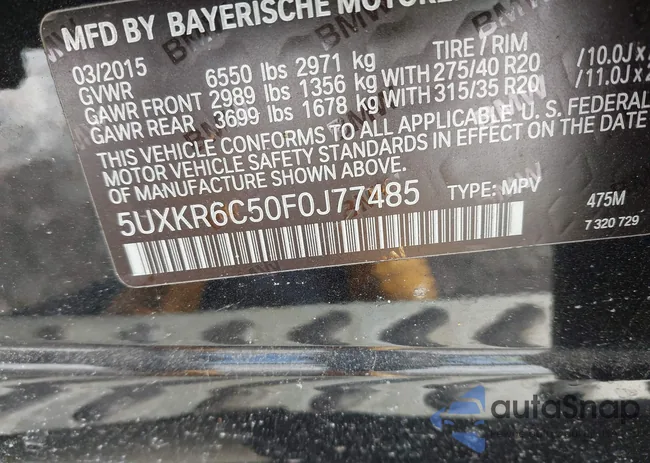 MFD BY BAYERISCHE MOTOREN
03/2015
GVWR 6550 lbs 2971 kg TIRE / RIM
GAWR FRONT 2989 lbs 1356 kg WITH 275/40 R20 /10.0J
GAWR REAR 3699 lbs 1678 kg WITH 315/35 R20 /11.0J
THIS VEHICLE CONFORMS TO ALL APPLICABLE U. S. FEDERAL
MOTOR VEHICLE SAFETY STANDARDS IN EFFECT ON THE DATE
OF MANUFACTURE SHOWN ABOVE.
5UXKR6C50F0J77485 TYPE: MPV 475M
7 320 729
autoSnap